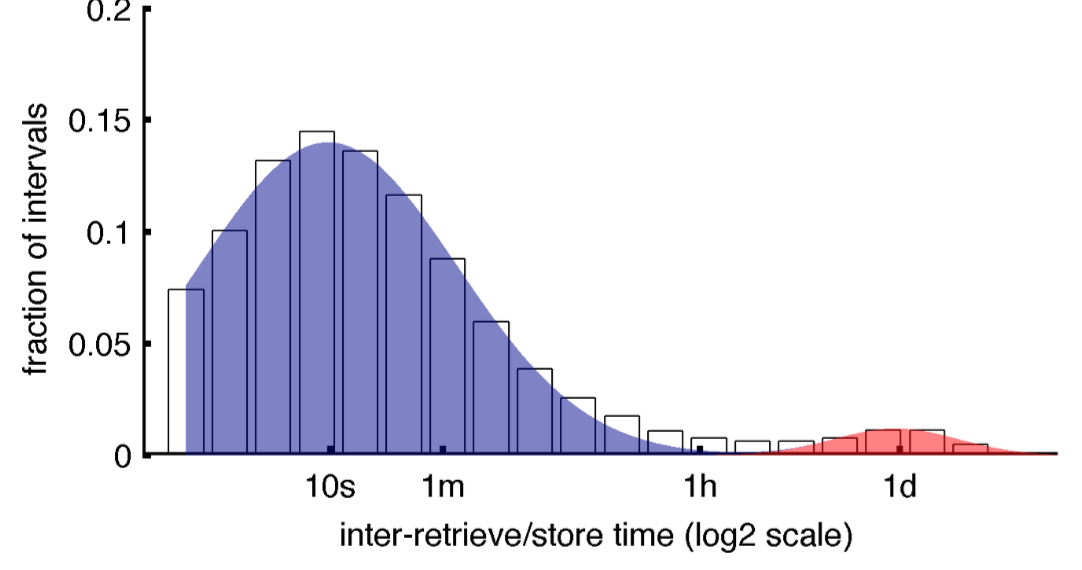 0.2
0.15
0.1
0.05
0
fraction of intervals
10s 1m 1h 1d
inter-retrieve/store time (log2 scale)